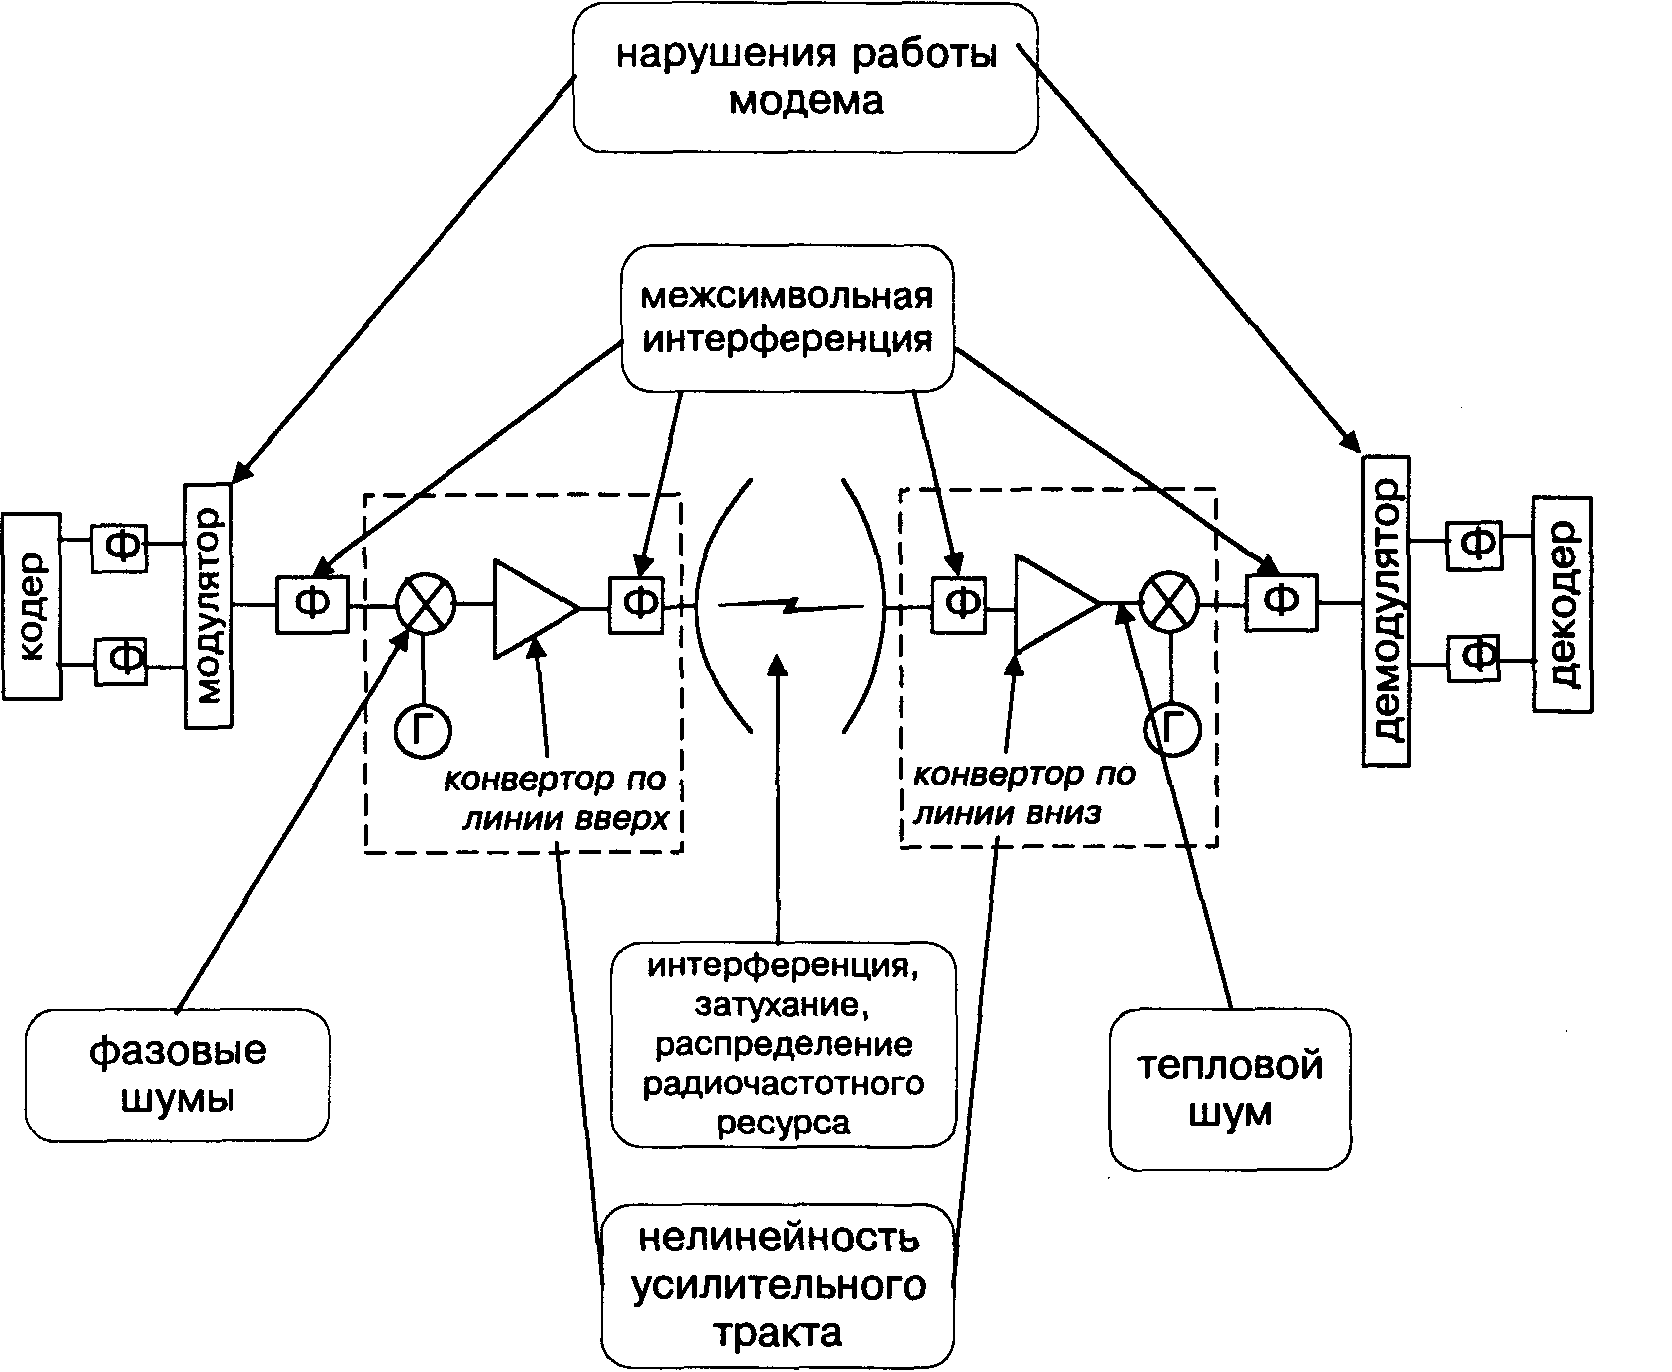 нарушения работы
модема
межсимвольная
интерференция
кодер
Ф
Ф
модулятор
Ф
Г
Ф
конвертор по
линии вверх
Ф
Г
конвертор по
линии вниз
Ф
демодулятор
Ф
Ф
декодер
фазовые
шумы
интерференция,
затухание,
распределение
радиочастотного
ресурса
тепловой
шум
нелинейность
усилительного
тракта